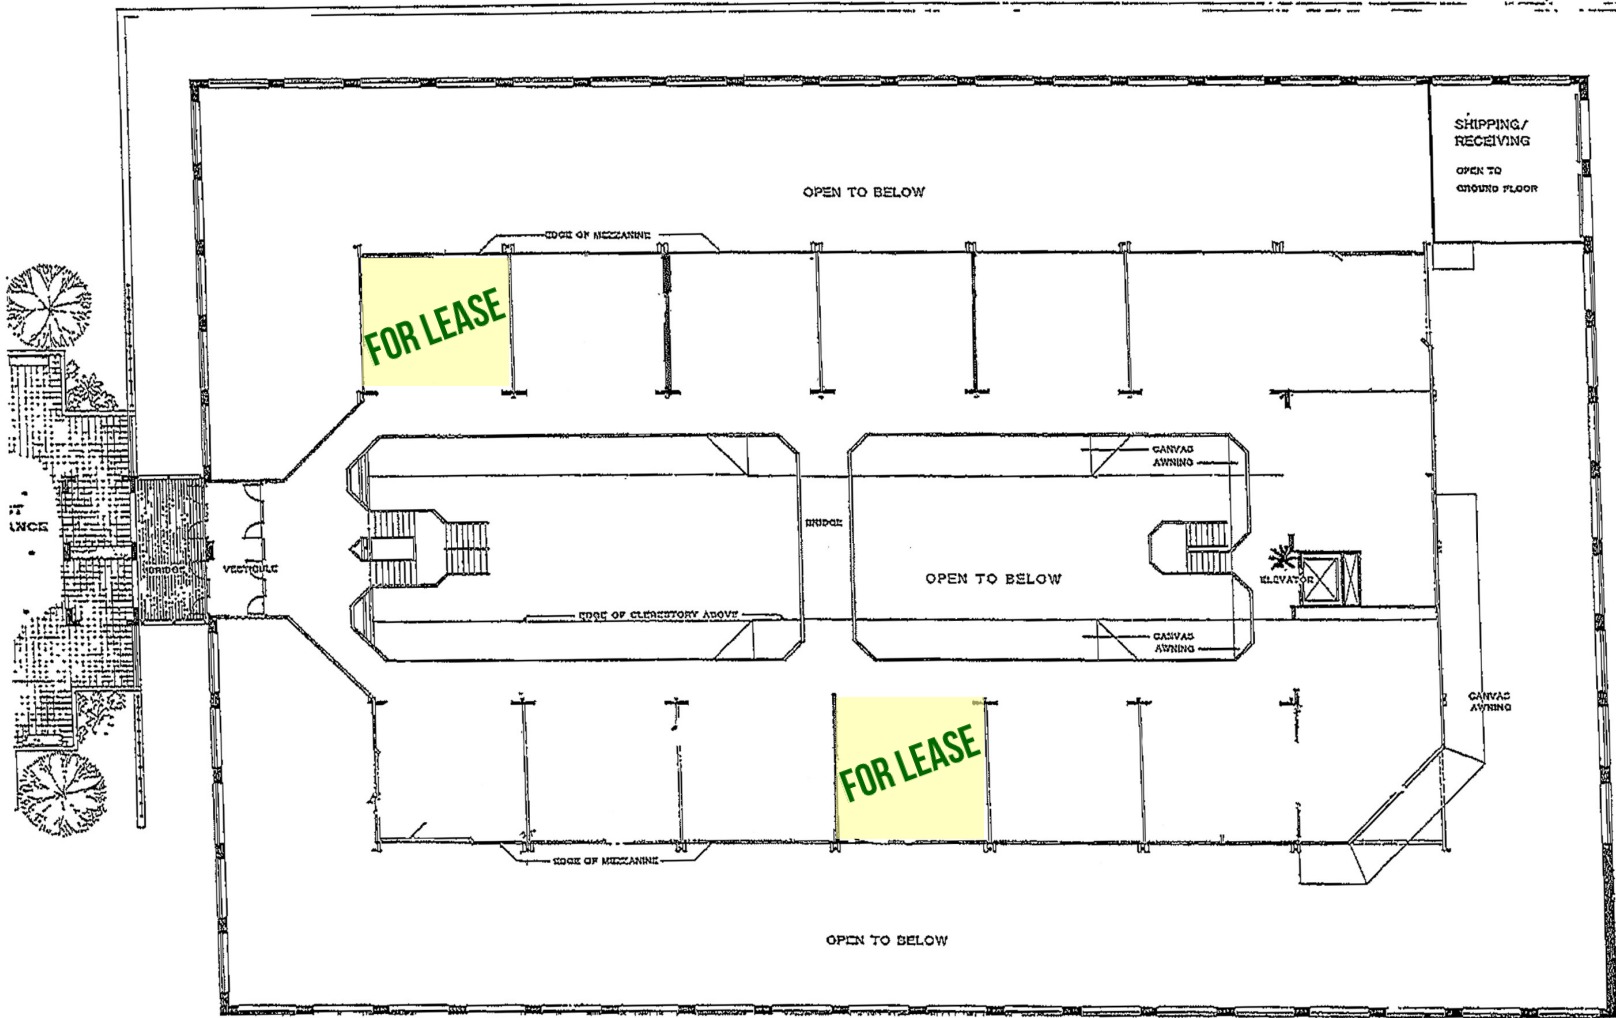 SHIPPING/
RECEIVING
OPEN TO
GROUND FLOOR
OPEN TO BELOW
EDGE OF MEZZANINE
FOR LEASE
CANVAS
AWNING
BRIDGE
BRIDGE
VESTIBULE
OPEN TO BELOW
ELEVATOR
EDGE OF CLERESTORY ABOVE
CANVAS
AWNING
CANVAS
AWNING
FOR LEASE
EDGE OF MEZZANINE
OPEN TO BELOW